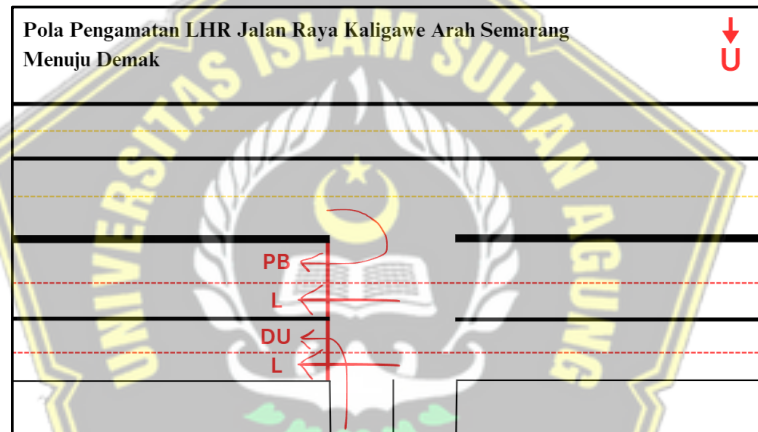 Pola Pengamatan LHR Jalan Raya Kaligawe Arah Semarang
Menuju Demak
U
UNIVERSITAS ISLAM SULTAN AGUNG
PB
L
DU
L